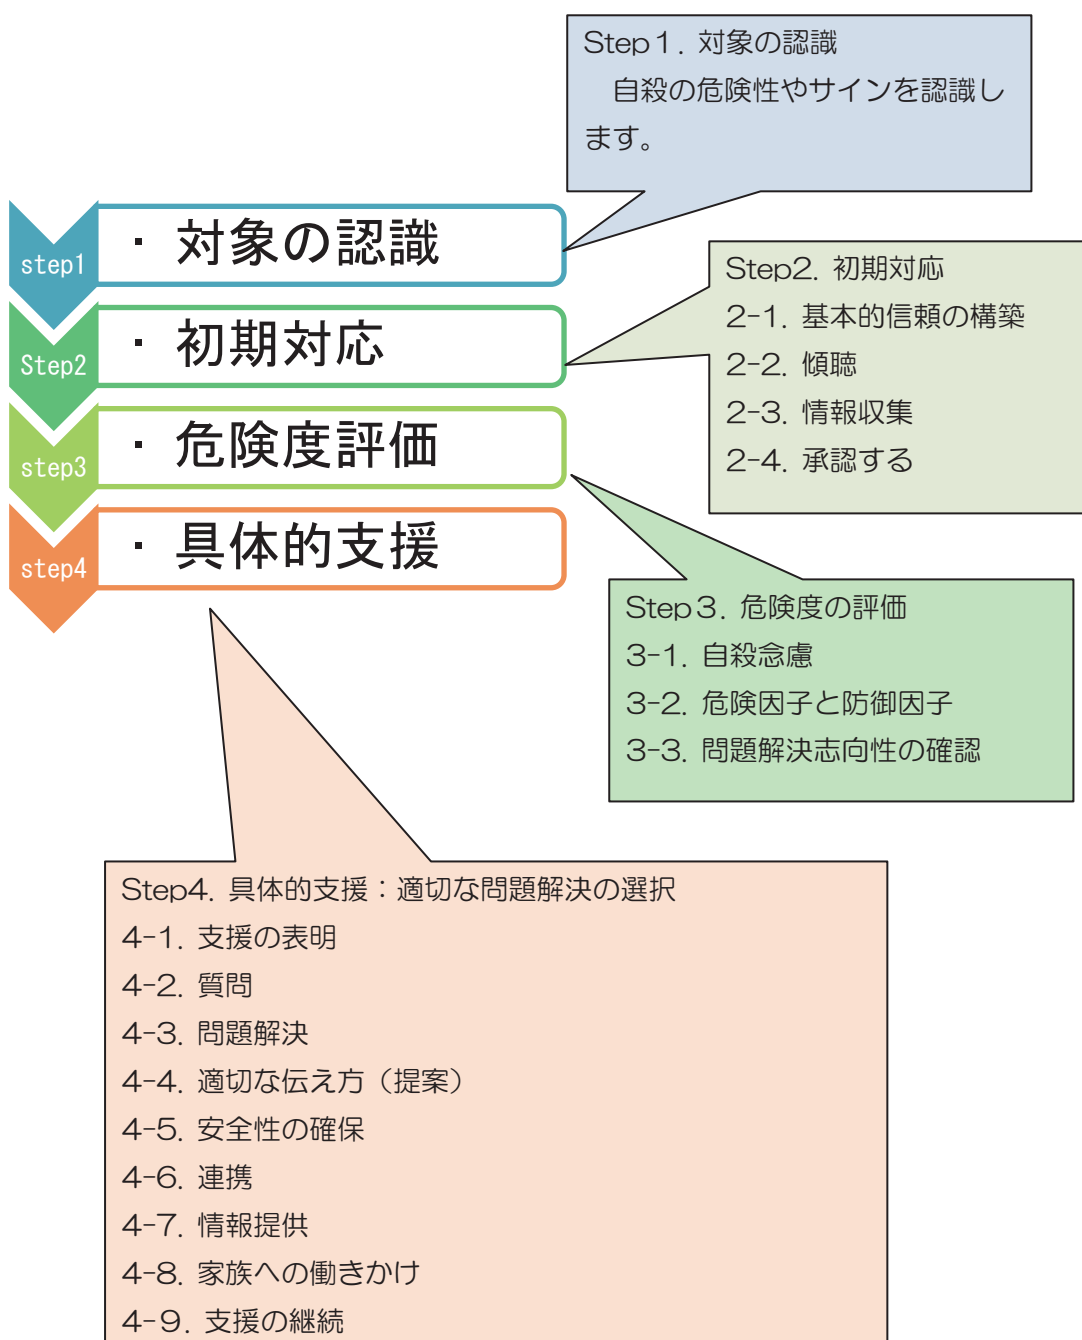 Step１. 対象の認識
自殺の危険性やサインを認識し
ます。
step1
・対象の認識
Step2
・初期対応
step3
・危険度評価
step4
・具体的支援
Step2. 初期対応
2-1. 基本的信頼の構築
2-2. 傾聴
2-3. 情報収集
2-4. 承認する
Step３. 危険度の評価
3-1. 自殺念慮
3-2. 危険因子と防御因子
3-3. 問題解決志向性の確認
Step4. 具体的支援：適切な問題解決の選択
4-1. 支援の表明
4-2. 質問
4-3. 問題解決
4-4. 適切な伝え方（提案）
4-5. 安全性の確保
4-6. 連携
4-7. 情報提供
4-8. 家族への働きかけ
4-９. 支援の継続